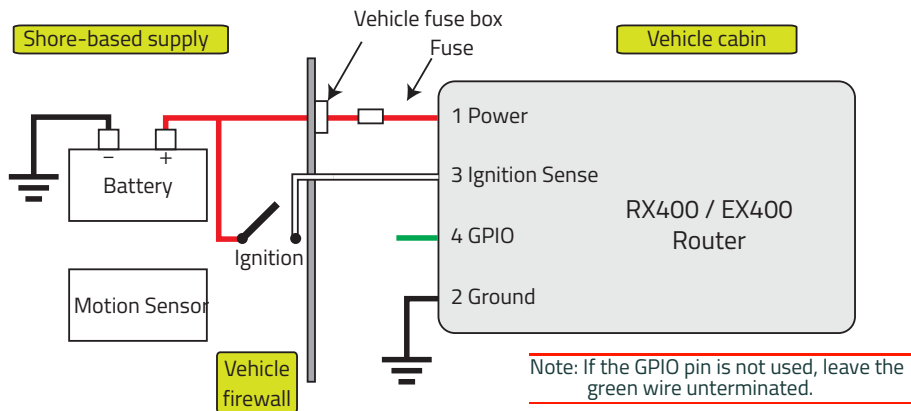 Shore-based supply
Vehicle fuse box
Fuse
Vehicle cabin
1 Power
− +
Battery
3 Ignition Sense
RX400 / EX400
Router
4 GPIO
Ignition
Motion Sensor
2 Ground
Vehicle
firewall
Note: If the GPIO pin is not used, leave the
green wire unterminated.